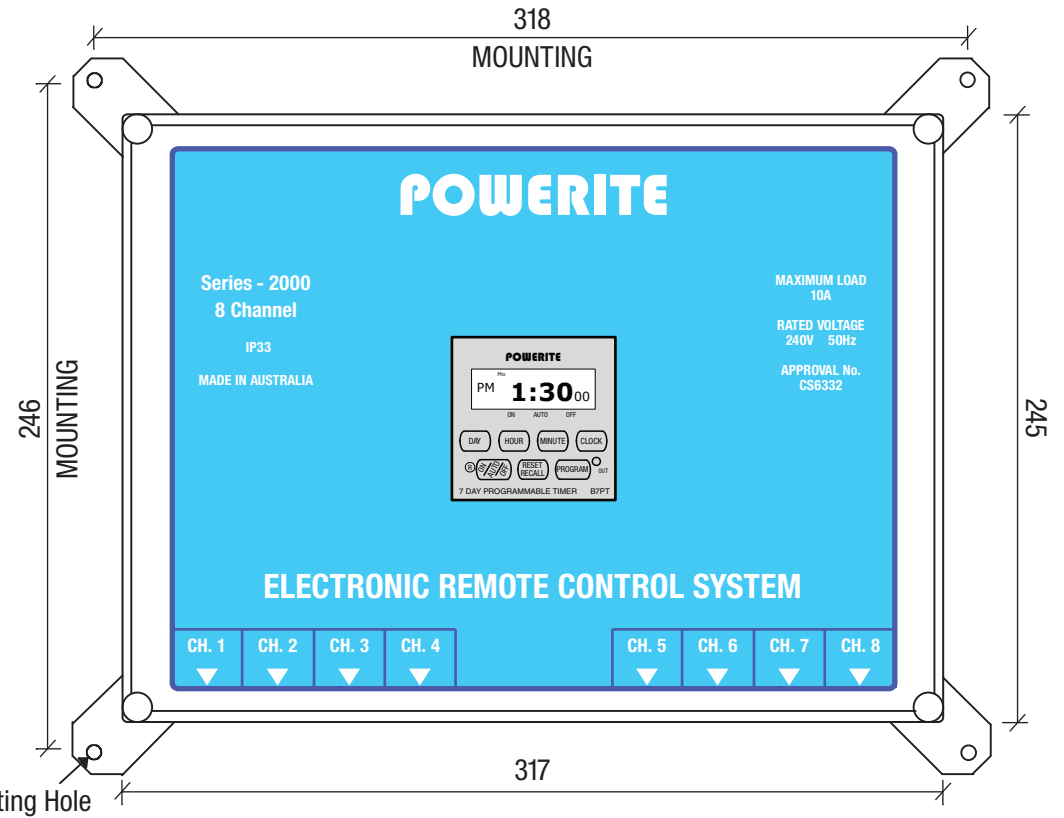 318
MOUNTING
POWERITE
Series - 2000
8 Channel
IP33
MADE IN AUSTRALIA
MAXIMUM LOAD
10A
RATED VOLTAGE
240V 50Hz
APPROVAL No.
CS6332
246
MOUNTING
245
POWERITE
Mo
PM 1:30 00
ON AUTO OFF
DAY HOUR MINUTE CLOCK
R ON AUTO OFF RESET RECALL PROGRAM OUT
7 DAY PROGRAMMABLE TIMER B7PT
ELECTRONIC REMOTE CONTROL SYSTEM
CH. 1 CH. 2 CH. 3 CH. 4 CH. 5 CH. 6 CH. 7 CH. 8
317
ting Hole